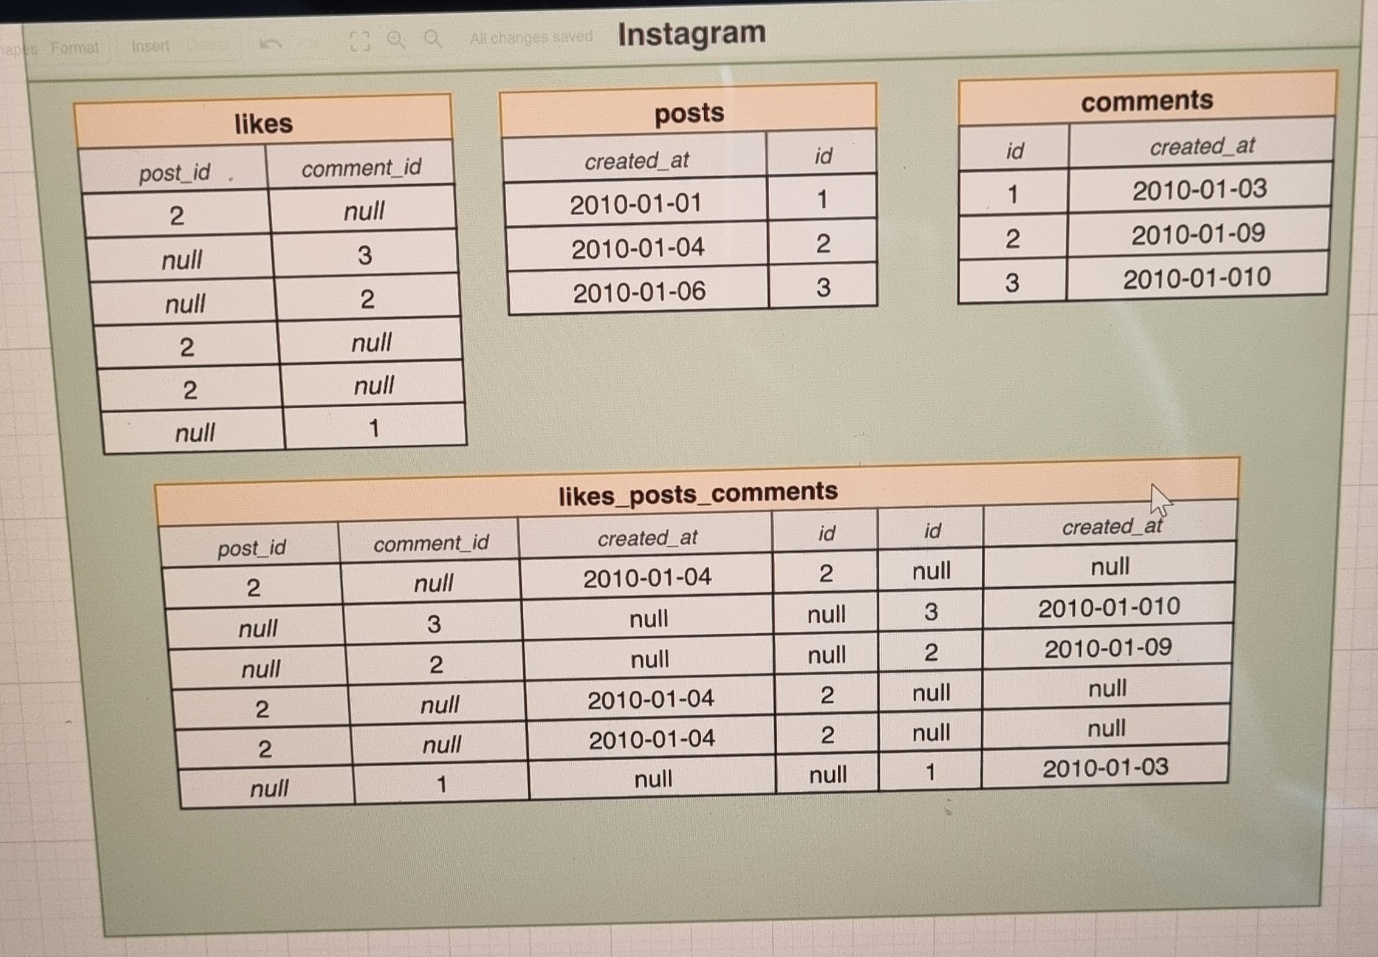 Instagram
apes Format Insert Delete All changes saved
likes
post_id comment_id
2 null
null 3
null 2
2 null
2 null
null 1
posts
created_at id
2010-01-01 1
2010-01-04 2
2010-01-06 3
comments
id created_at
1 2010-01-03
2 2010-01-09
3 2010-01-010
likes_posts_comments
post_id comment_id created_at id id created_at
2 null 2010-01-04 2 null null
null 3 null null 3 2010-01-010
null 2 null null 2 2010-01-09
2 null 2010-01-04 2 null null
2 null 2010-01-04 2 null null
null 1 null null 1 2010-01-03